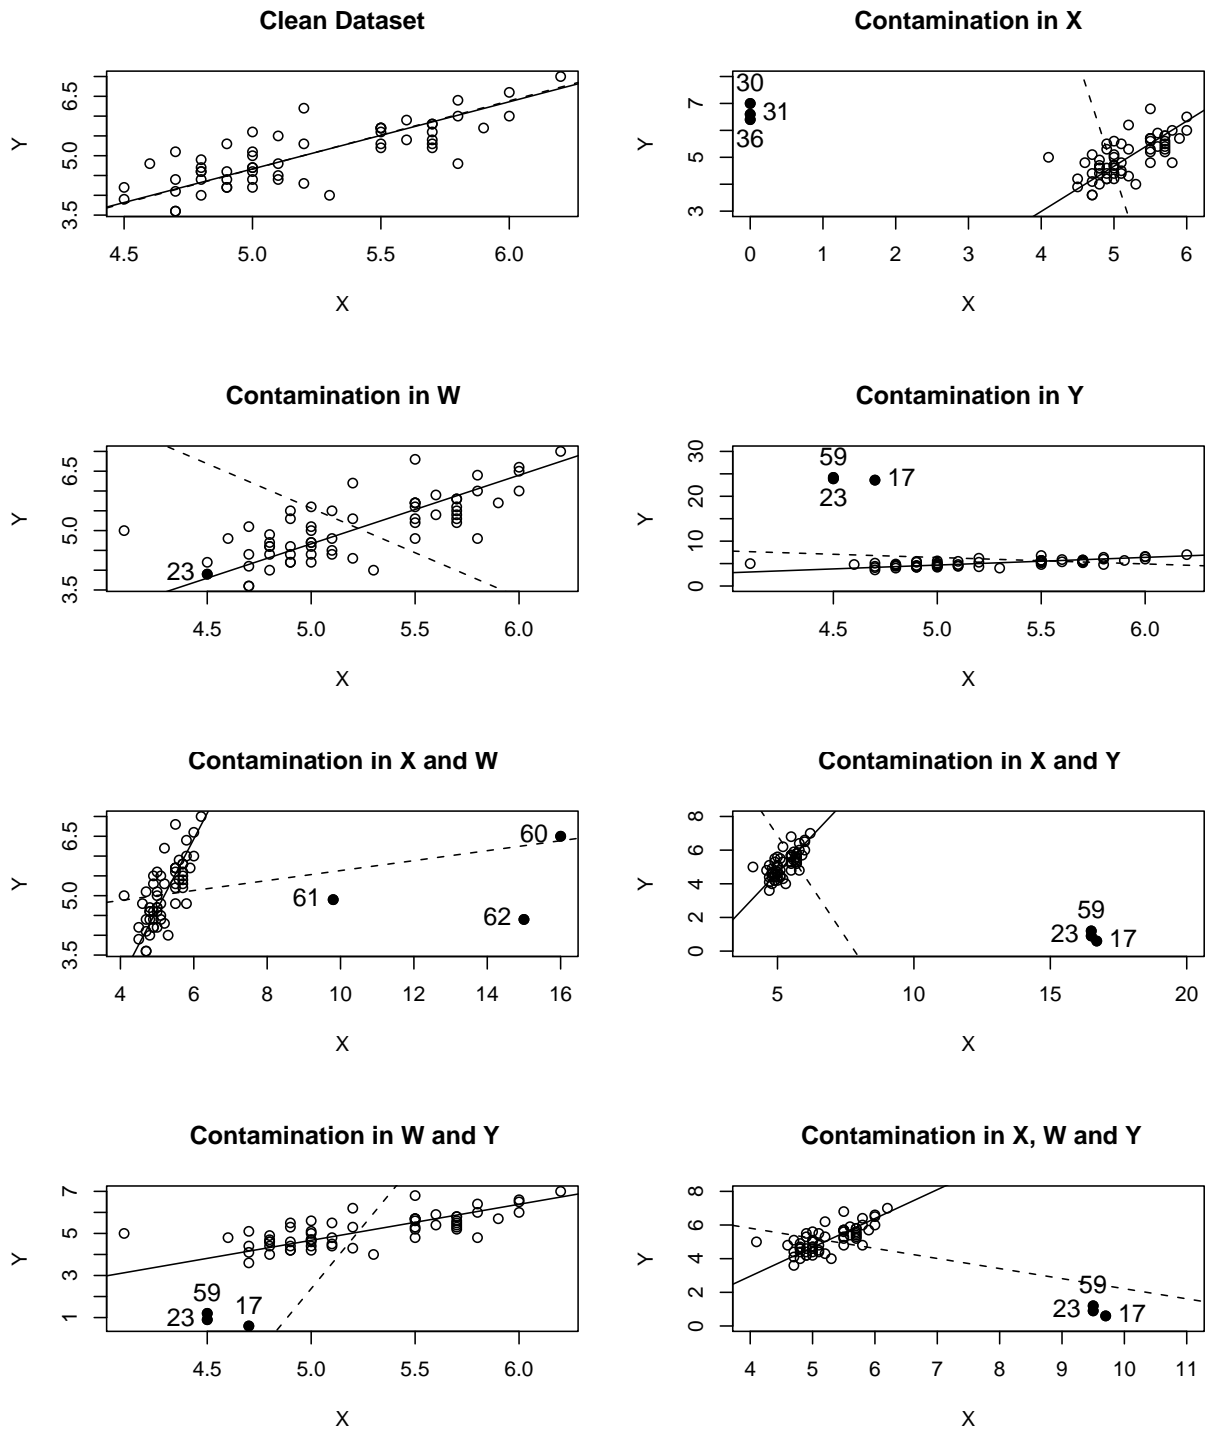 Clean Dataset
Y
3.5 5.0 6.5
4.5 5.0 5.5 6.0
X
Contamination in X
Y
3 5 7
30
31
36
0 1 2 3 4 5 6
X
Contamination in W
Y
3.5 5.0 6.5
23
4.5 5.0 5.5 6.0
X
Contamination in Y
Y
0 10 20 30
59
23
17
4.5 5.0 5.5 6.0
X
Contamination in X and W
Y
3.5 5.0 6.5
60
61
62
4 6 8 10 12 14 16
X
Contamination in X and Y
Y
0 2 4 6 8
59
23
17
5 10 15 20
X
Contamination in W and Y
Y
1 3 5 7
59
17
23
4.5 5.0 5.5 6.0
X
Contamination in X, W and Y
Y
0 2 4 6 8
59
23
17
4 5 6 7 8 9 10 11
X